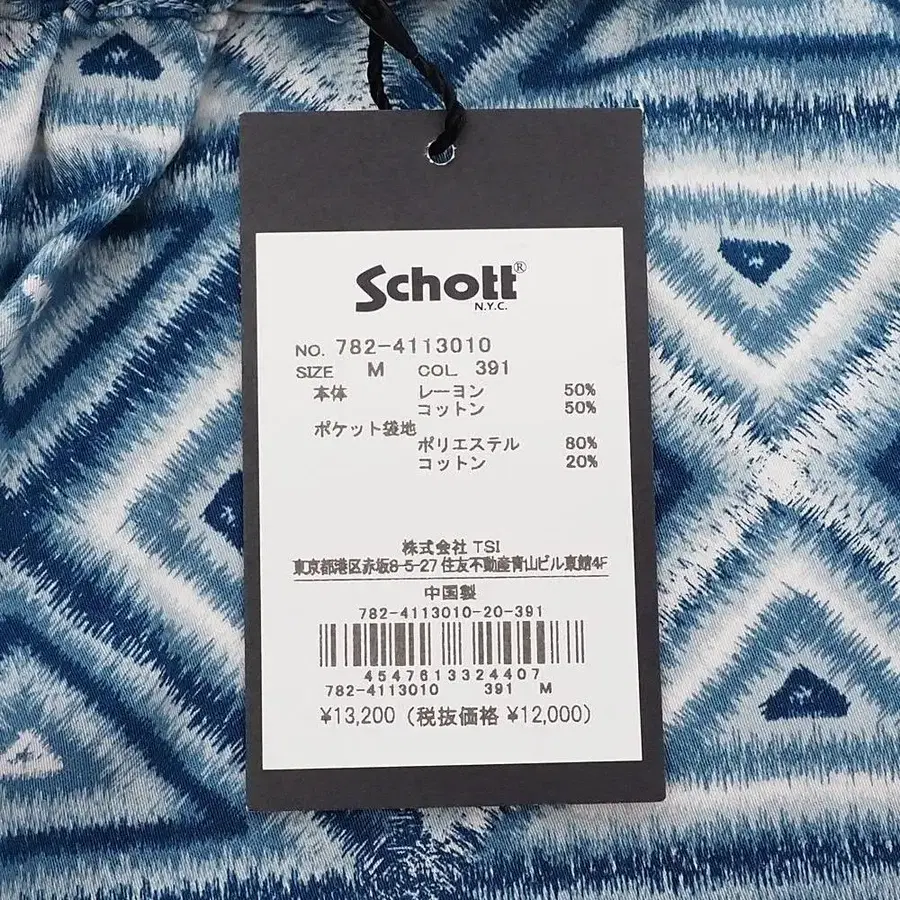 Schott®
N.Y.C.
NO. 782-4113010
SIZE M COL. 391
本体 レーヨン 50%
コットン 50%
ポケット袋地
ポリエステル 80%
コットン 20%
株式会社 TSI
東京都港区赤坂8-5-27 住友不動産青山ビル東館4F
中国製
782-4113010-20-391
4547613324407
782-4113010 391 M
¥13,200 (税抜価格 ¥12,000)